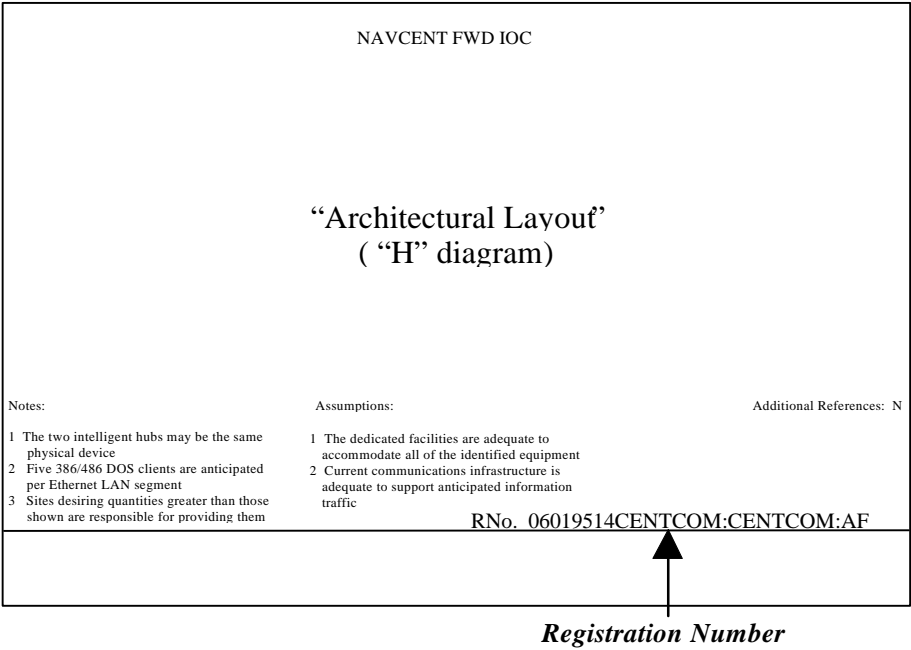 NAVCENT FWD IOC
“Architectural Layout”
( “H” diagram)
Notes:
1 The two intelligent hubs may be the same
physical device
2 Five 386/486 DOS clients are anticipated
per Ethernet LAN segment
3 Sites desiring quantities greater than those
shown are responsible for providing them
Assumptions:
1 The dedicated facilities are adequate to
accommodate all of the identified equipment
2 Current communications infrastructure is
adequate to support anticipated information
traffic
Additional References: N
RNo. 06019514CENTCOM:CENTCOM:AF
Registration Number